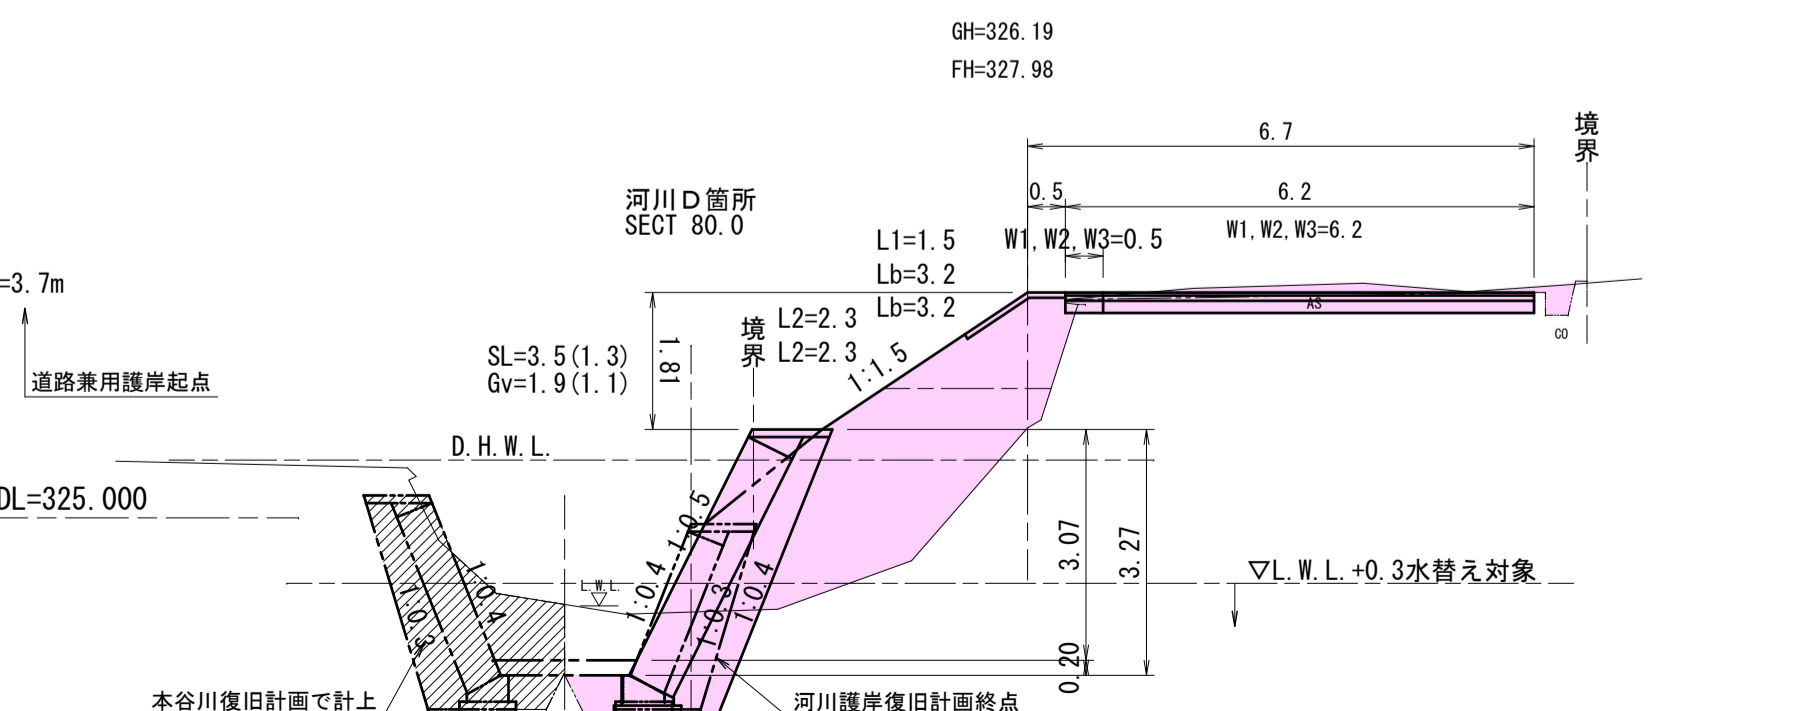 GH=326.19
FH=327.98
境界
6.7
0.5
6.2
W1,W2,W3=0.5
W1,W2,W3=6.2
河川D箇所
SECT 80.0
L1=1.5
Lb=3.2
Lb=3.2
=3.7m
AS
CO
境界
L2=2.3
L2=2.3
1.81
1:1.5
SL=3.5(1.3)
Gv=1.9(1.1)
道路兼用護岸起点
D.H.W.L.
DL=325.000
1:0.5
3.07
3.27
▽L.W.L.+0.3水替え対象
L.W.L.
▽
1:0.4
1:0.3
1:0.4
1:0.3
1:0.4
0.20
本谷川復旧計画で計上
河川護岸復旧計画終点